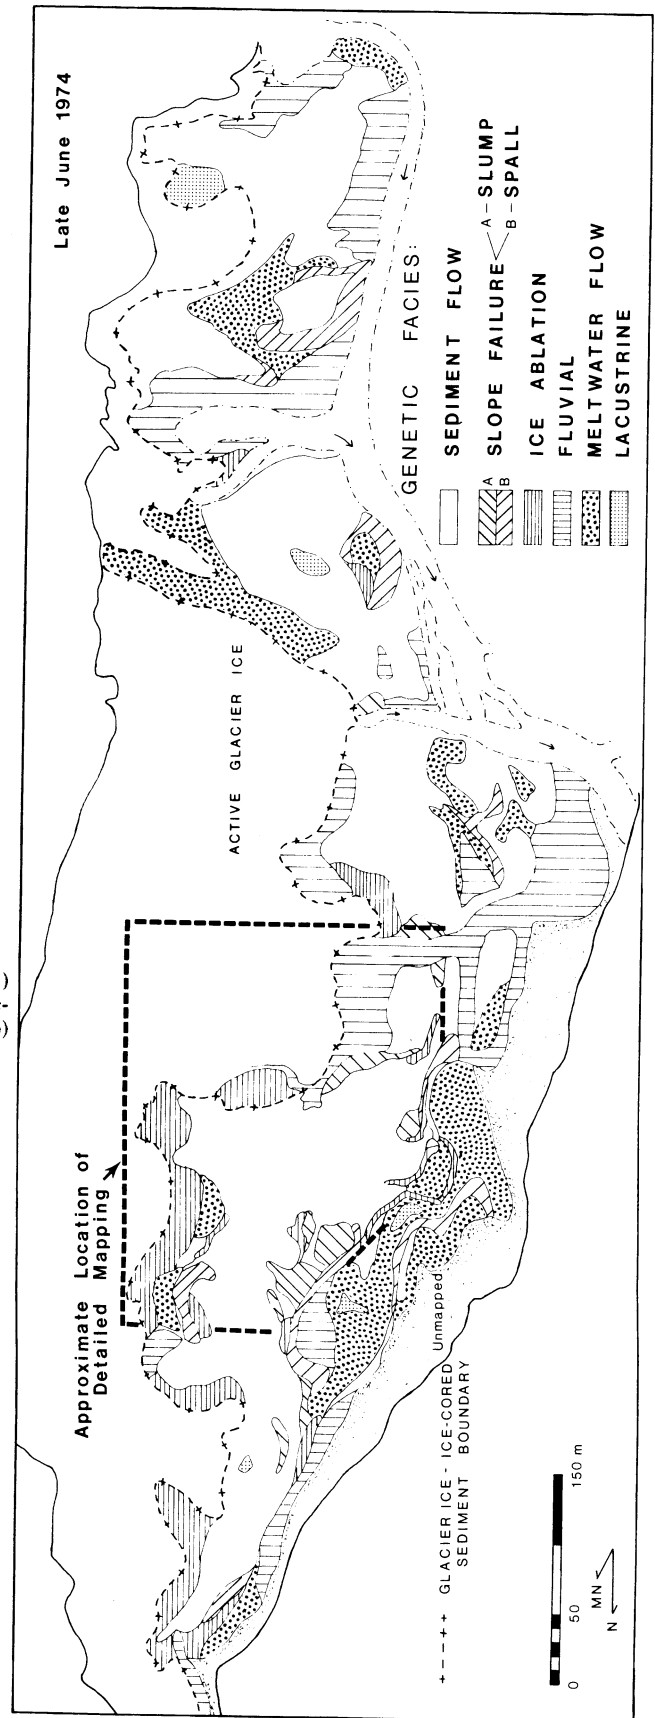 Late June 1974
GENETIC FACIES:
SEDIMENT FLOW
SLOPE FAILURE
A – SLUMP
B – SPALL
A
B
ICE ABLATION
FLUVIAL
MELTWATER FLOW
LACUSTRINE
ACTIVE GLACIER ICE
Approximate Location of
Detailed Mapping
Unmapped
+--+--+ GLACIER ICE - ICE-CORED
SEDIMENT BOUNDARY
0 50 150 m
MN
N